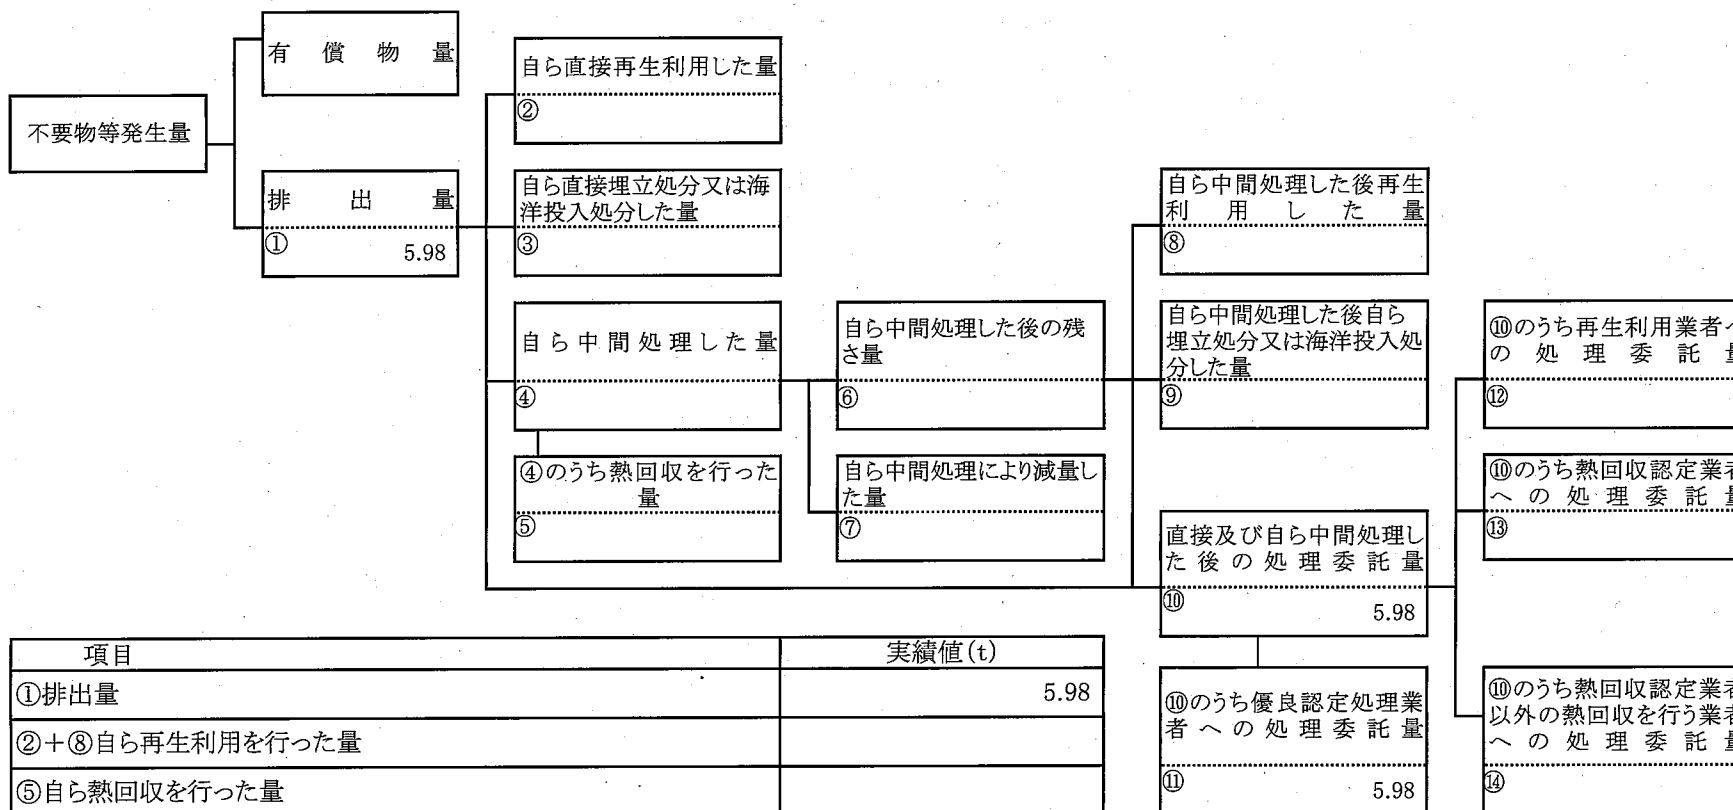 有償物量
不要物等発生量
排出量
①
5.98
自ら直接再生利用した量
②
自ら直接埋立処分又は海
洋投入処分した量
③
自ら中間処理した量
④
④のうち熱回収を行った
量
⑤
自ら中間処理した後の残
さ量
⑥
自ら中間処理により減量し
た量
⑦
自ら中間処理した後再生
利用した量
⑧
自ら中間処理した後自ら
埋立処分又は海洋投入処
分した量
⑨
直接及び自ら中間処理し
た後の処理委託量
⑩
5.98
⑩のうち優良認定処理業
者への処理委託量
⑪
5.98
⑩のうち再生利用業者へ
の処理委託量
⑫
⑩のうち熱回収認定業者
への処理委託量
⑬
⑩のうち熱回収認定業者
以外の熱回収を行う業者
への処理委託量
⑭
項目
実績値(t)
①排出量
5.98
②+⑧自ら再生利用を行った量
⑤自ら熱回収を行った量